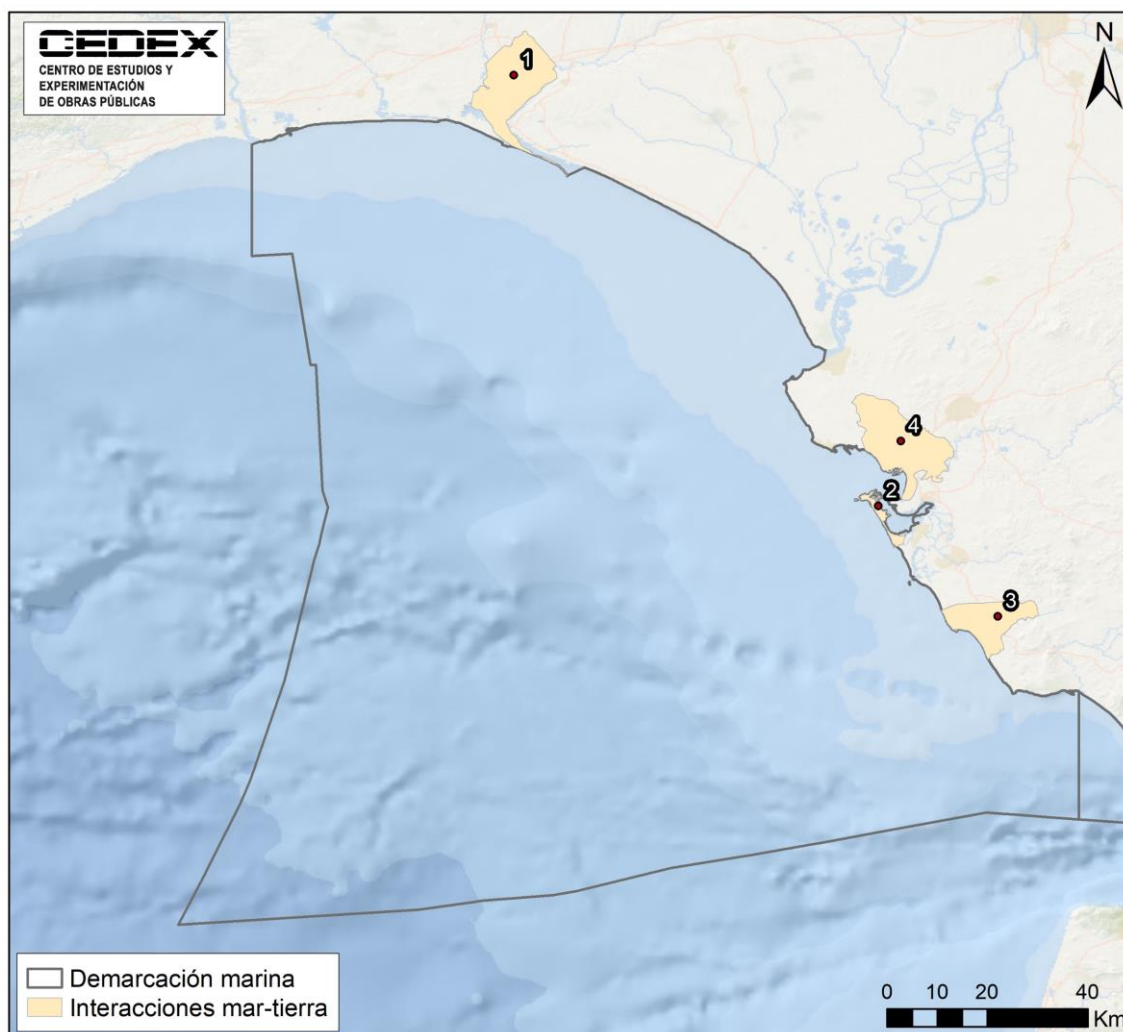 CEDEX
CENTRO DE ESTUDIOS Y
EXPERIMENTACIÓN
DE OBRAS PÚBLICAS
N
1
4
2
3
Demarcación marina
Interacciones mar-tierra
0 10 20 40
Km